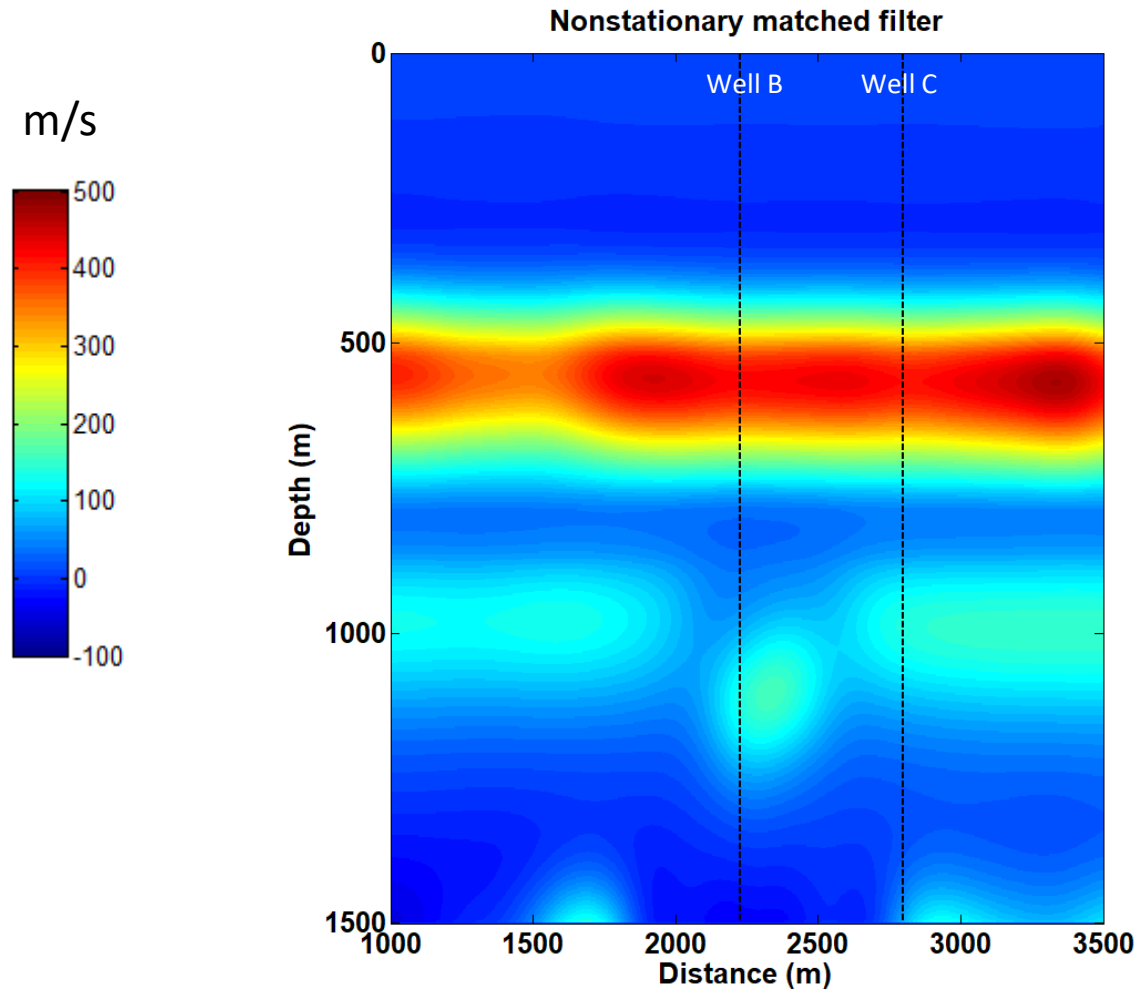 Nonstationary matched filter
m/s
500
400
300
200
100
0
-100
Well B
Well C
Depth (m)
0
500
1000
1500
1000 1500 2000 2500 3000 3500
Distance (m)